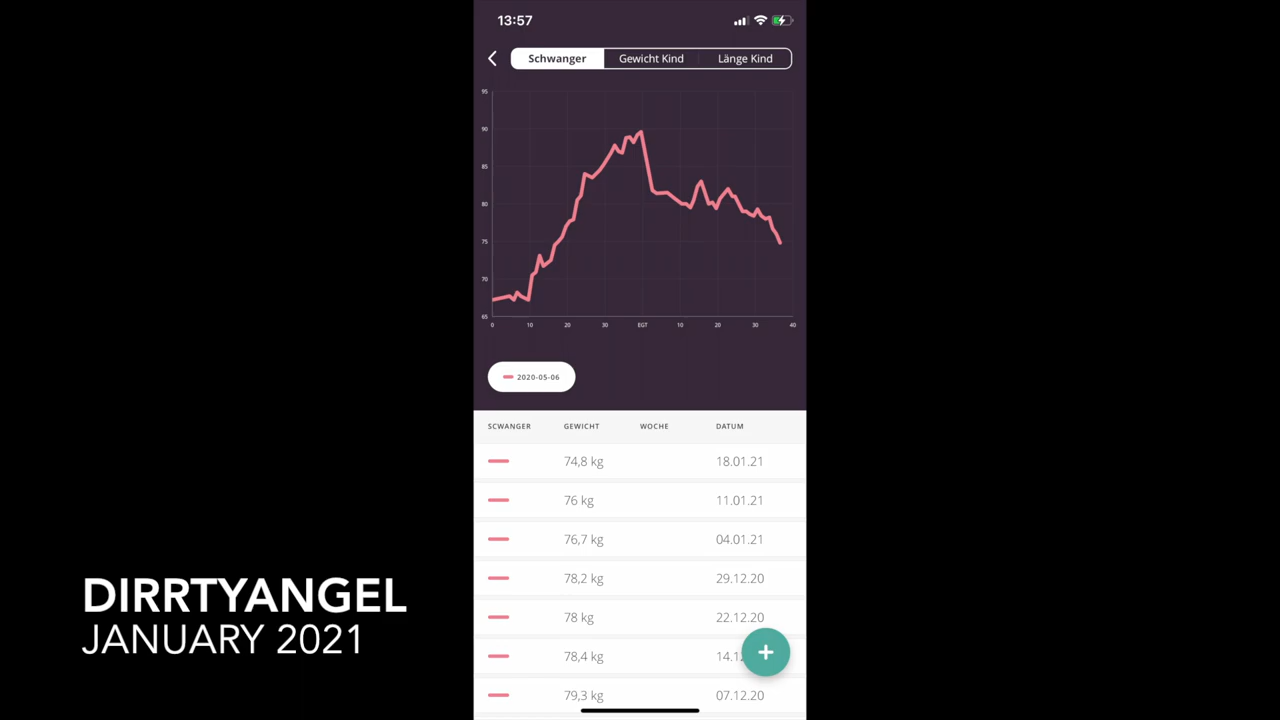 13:57
Schwanger Gewicht Kind Länge Kind
95
90
85
80
75
70
65
0 10 20 30 EGT 10 20 30 40
2020-05-06
SCWANGER GEWICHT WOCHE DATUM
74,8 kg 18.01.21
76 kg 11.01.21
76,7 kg 04.01.21
78,2 kg 29.12.20
78 kg 22.12.20
78,4 kg 14.1
79,3 kg 07.12.20
+
DIRRTYANGEL
JANUARY 2021